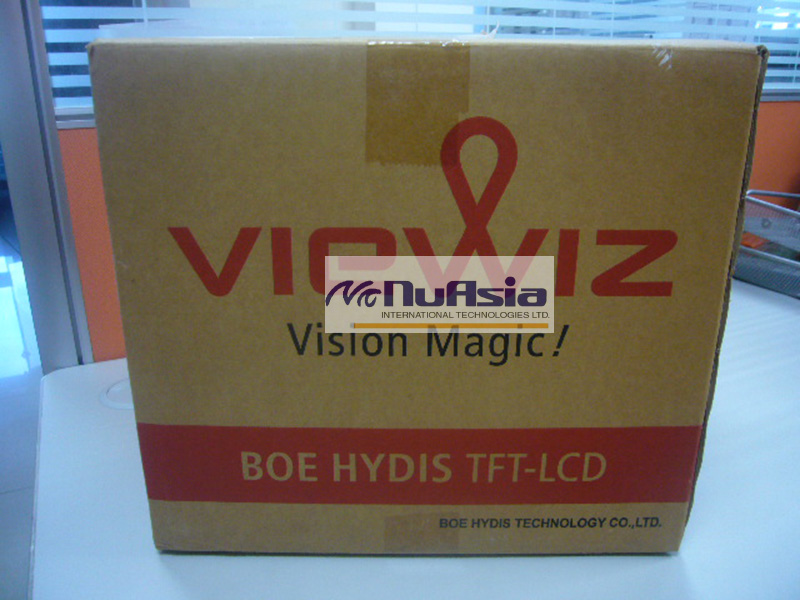 VIEWIZ
NuAsia
INTERNATIONAL TECHNOLOGIES LTD.
Vision Magic!
BOE HYDIS TFT-LCD
BOE HYDIS TECHNOLOGY CO.,LTD.